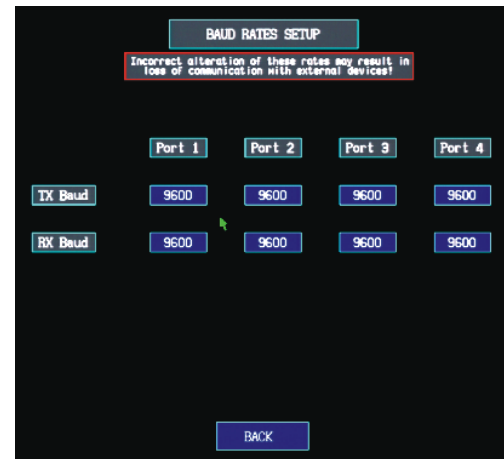 BAUD RATES SETUP
Incorrect alteration of these rates may result in
loss of communication with external devices!
Port 1 Port 2 Port 3 Port 4
TX Baud 9600 9600 9600 9600
RX Baud 9600 9600 9600 9600
BACK